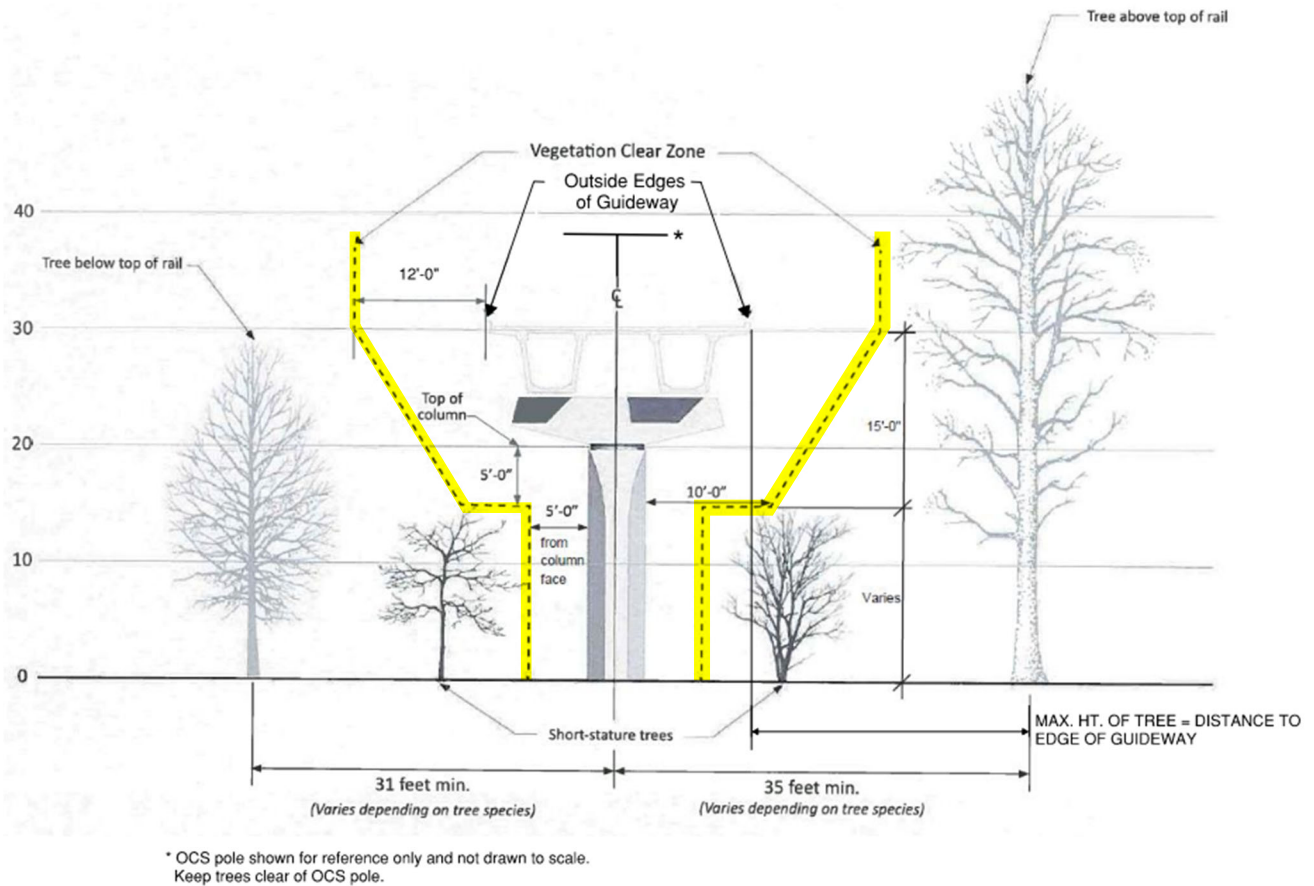 Tree above top of rail
Vegetation Clear Zone
Outside Edges
of Guideway
40
*
Tree below top of rail
12'-0"
CL
30
Top of
column
15'-0"
20
5'-0"
10'-0"
5'-0"
from
column
face
10
Varies
0
MAX. HT. OF TREE = DISTANCE TO
EDGE OF GUIDEWAY
Short-stature trees
31 feet min.
(Varies depending on tree species)
35 feet min.
(Varies depending on tree species)
* OCS pole shown for reference only and not drawn to scale.
Keep trees clear of OCS pole.